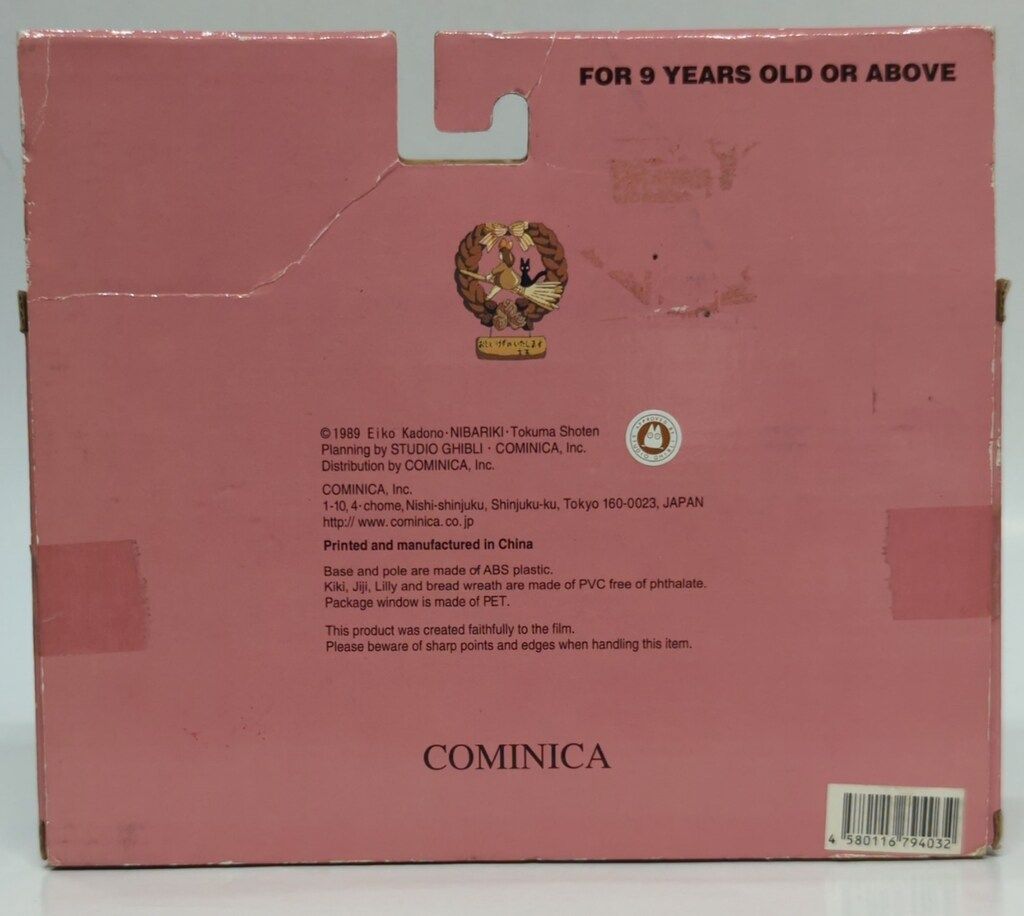 FOR 9 YEARS OLD OR ABOVE
©1989 Eiko Kadono・NIBARIKI・Tokuma Shoten
Planning by STUDIO GHIBLI・COMINICA, Inc.
Distribution by COMINICA, Inc.
COMINICA, Inc.
1-10, 4-chome, Nishi-shinjuku, Shinjuku-ku, Tokyo 160-0023, JAPAN
http:// www.cominica.co.jp
Printed and manufactured in China
Base and pole are made of ABS plastic.
Kiki, Jiji, Lilly and bread wreath are made of PVC free of phthalate.
Package window is made of PET.
This product was created faithfully to the film.
Please beware of sharp points and edges when handling this item.
COMINICA
4 580116 794032